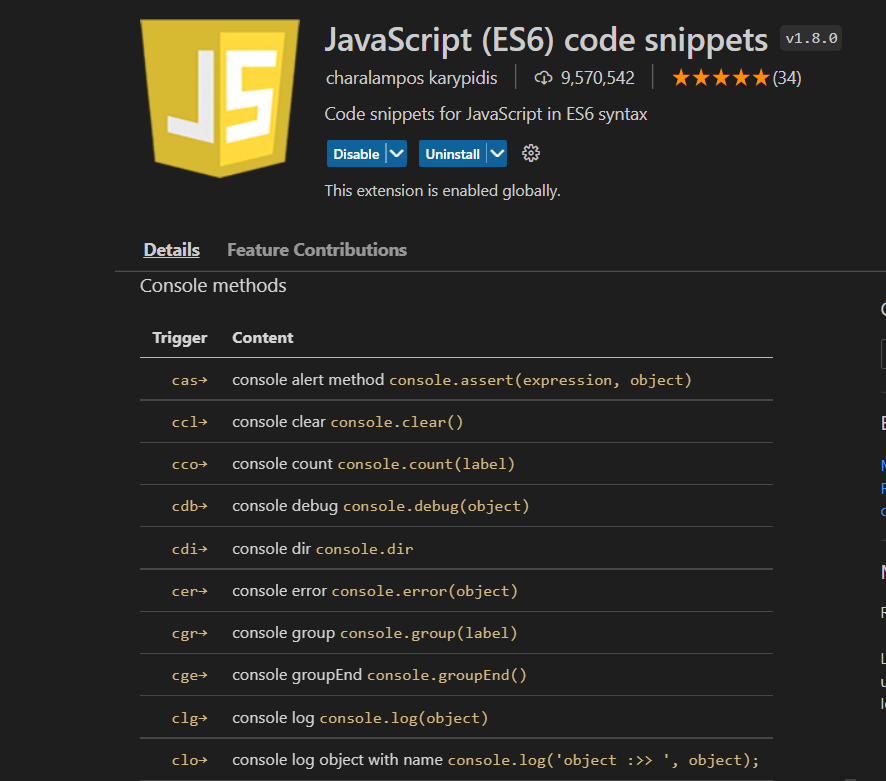 JS
JavaScript (ES6) code snippets v1.8.0
charalampos karypidis 9,570,542 (34)
Code snippets for JavaScript in ES6 syntax
Disable Uninstall
This extension is enabled globally.
Details Feature Contributions
Console methods
Trigger Content
cas→ console alert method console.assert(expression, object)
ccl→ console clear console.clear()
cco→ console count console.count(label)
cdb→ console debug console.debug(object)
cdi→ console dir console.dir
cer→ console error console.error(object)
cgr→ console group console.group(label)
cge→ console groupEnd console.groupEnd()
clg→ console log console.log(object)
clo→ console log object with name console.log('object :>> ', object);